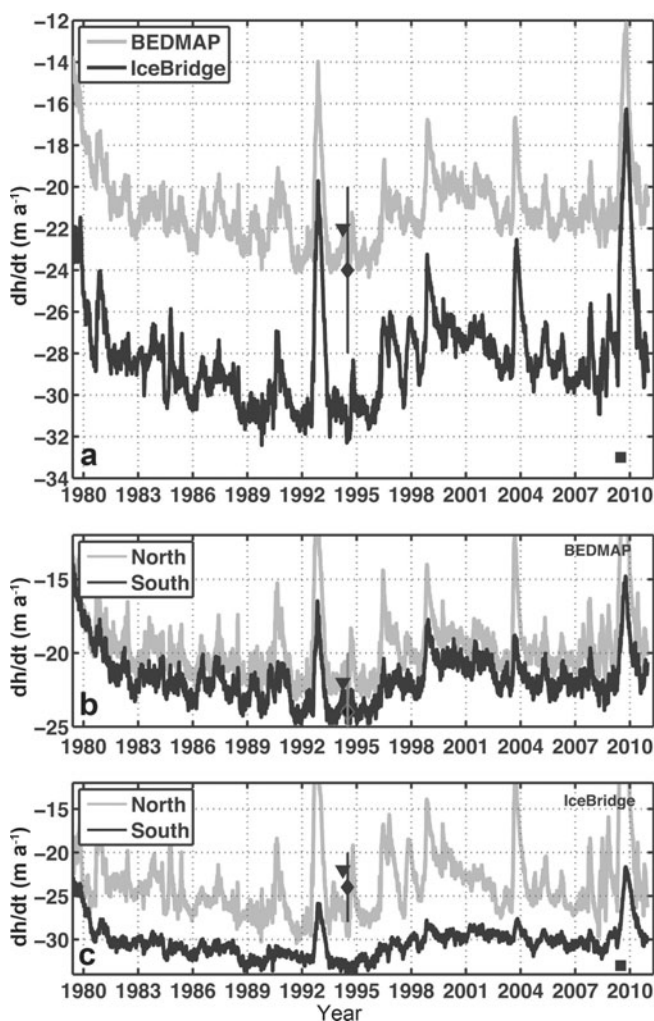 BEDMAP
IceBridge
dh/dt (m a⁻¹)
−12
−14
−16
−18
−20
−22
−24
−26
−28
−30
−32
−34
a
1980 1983 1986 1989 1992 1995 1998 2001 2004 2007 2010
North
South
BEDMAP
dh/dt (m a⁻¹)
−15
−20
−25
b
1980 1983 1986 1989 1992 1995 1998 2001 2004 2007 2010
North
South
IceBridge
dh/dt (m a⁻¹)
−15
−20
−25
−30
c
1980 1983 1986 1989 1992 1995 1998 2001 2004 2007 2010
Year